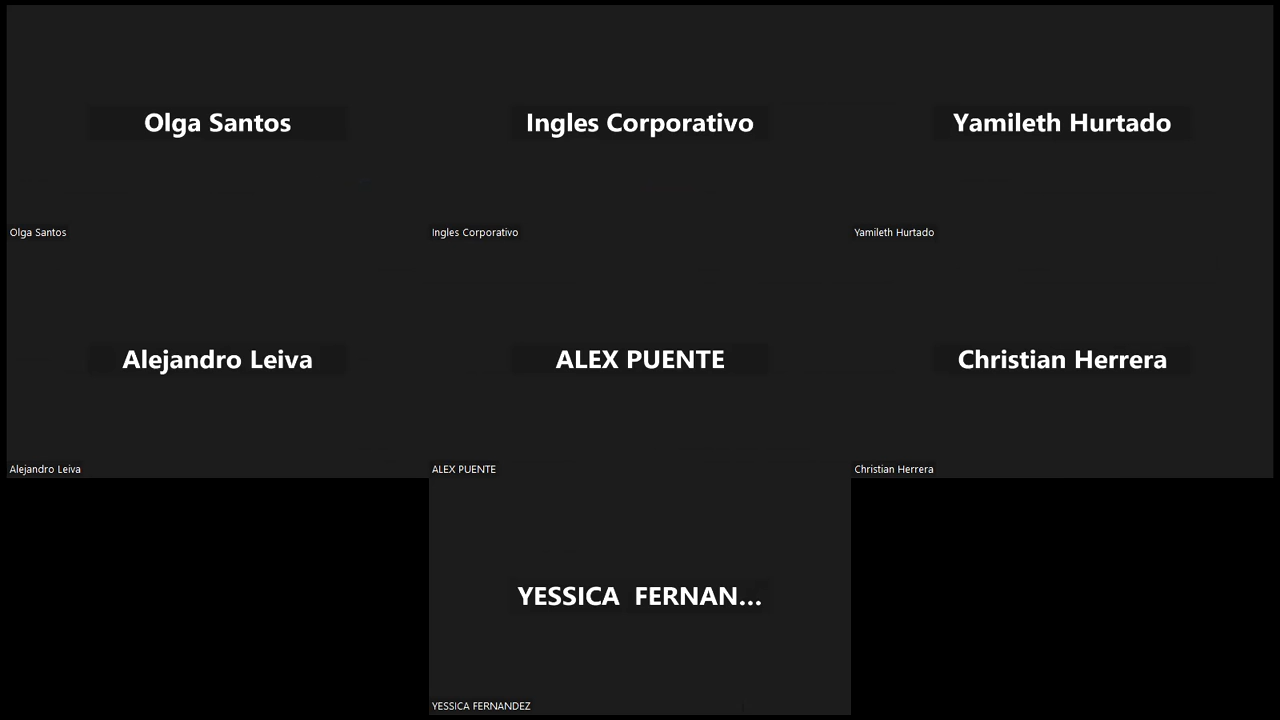 Olga Santos
Ingles Corporativo
Yamileth Hurtado
Olga Santos
Ingles Corporativo
Yamileth Hurtado
Alejandro Leiva
ALEX PUENTE
Christian Herrera
Alejandro Leiva
ALEX PUENTE
Christian Herrera
YESSICA  FERNAN...
YESSICA FERNANDEZ